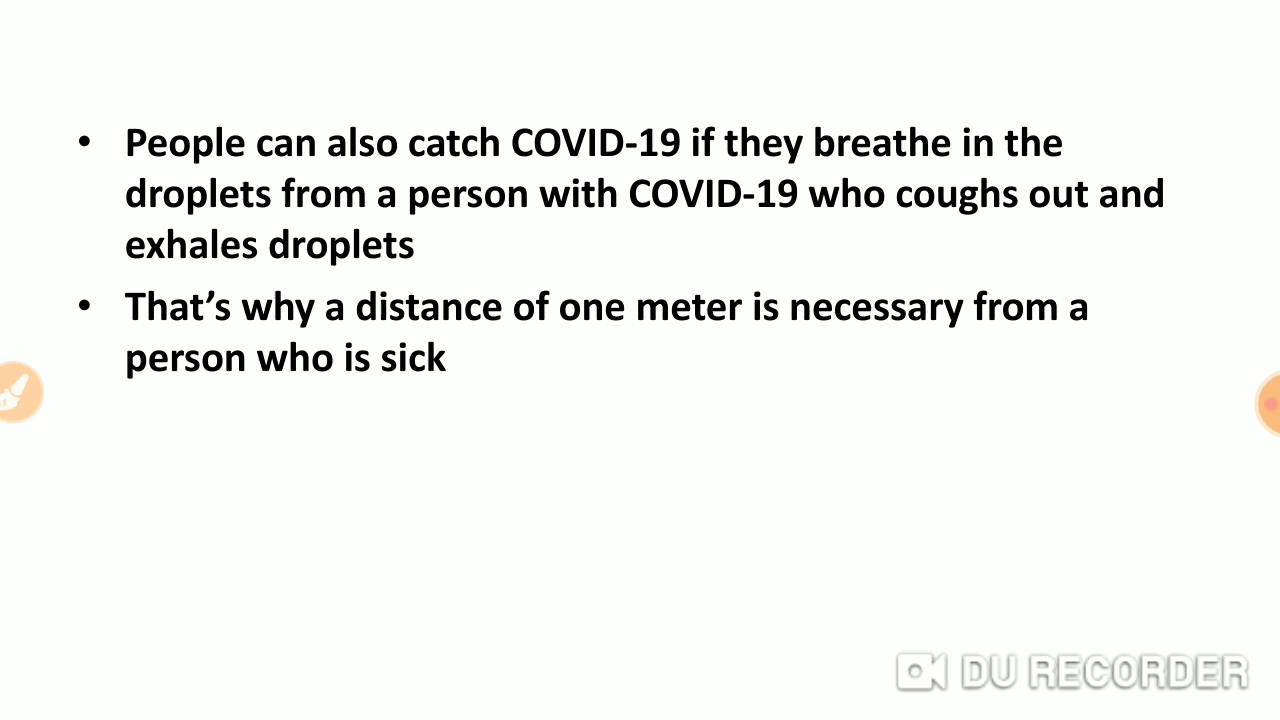 • People can also catch COVID-19 if they breathe in the
droplets from a person with COVID-19 who coughs out and
exhales droplets
• That’s why a distance of one meter is necessary from a
person who is sick
DU RECORDER